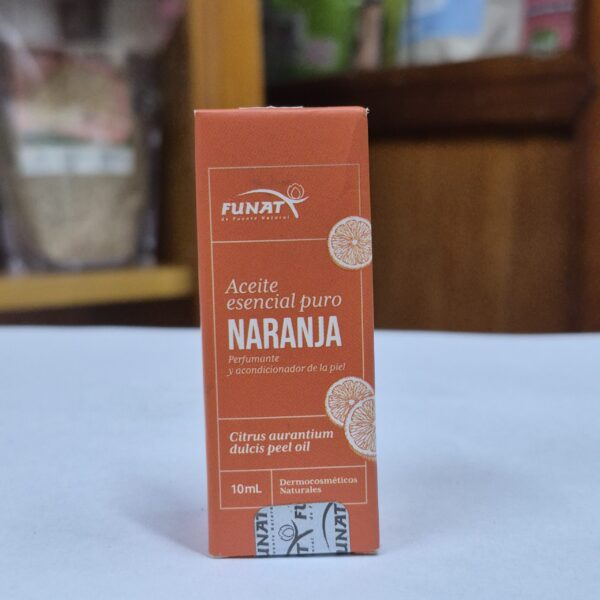 FUNAT
de Fuente Natural
Aceite
esencial puro
NARANJA
Perfumante
y acondicionador de la piel
Citrus aurantium
dulcis peel oil
10mL
Dermocosméticos
Naturales
FUNAT